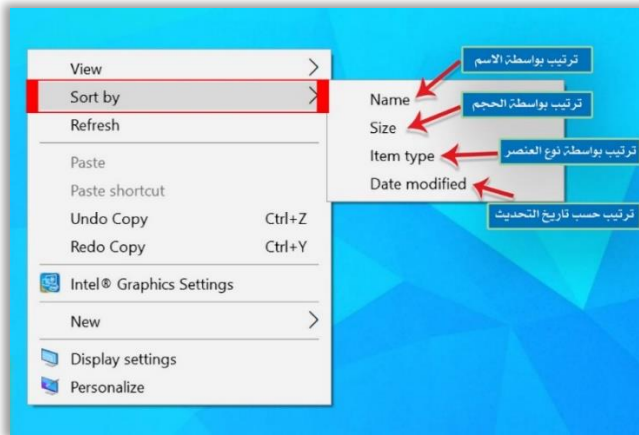 View
Sort by
Refresh
Paste
Paste shortcut
Undo Copy Ctrl+Z
Redo Copy Ctrl+Y
Intel® Graphics Settings
New
Display settings
Personalize
Name
Size
Item type
Date modified
ترتيب بواسطة الاسم
ترتيب بواسطة الحجم
ترتيب بواسطة نوع العنصر
ترتيب حسب تاريخ التحديث